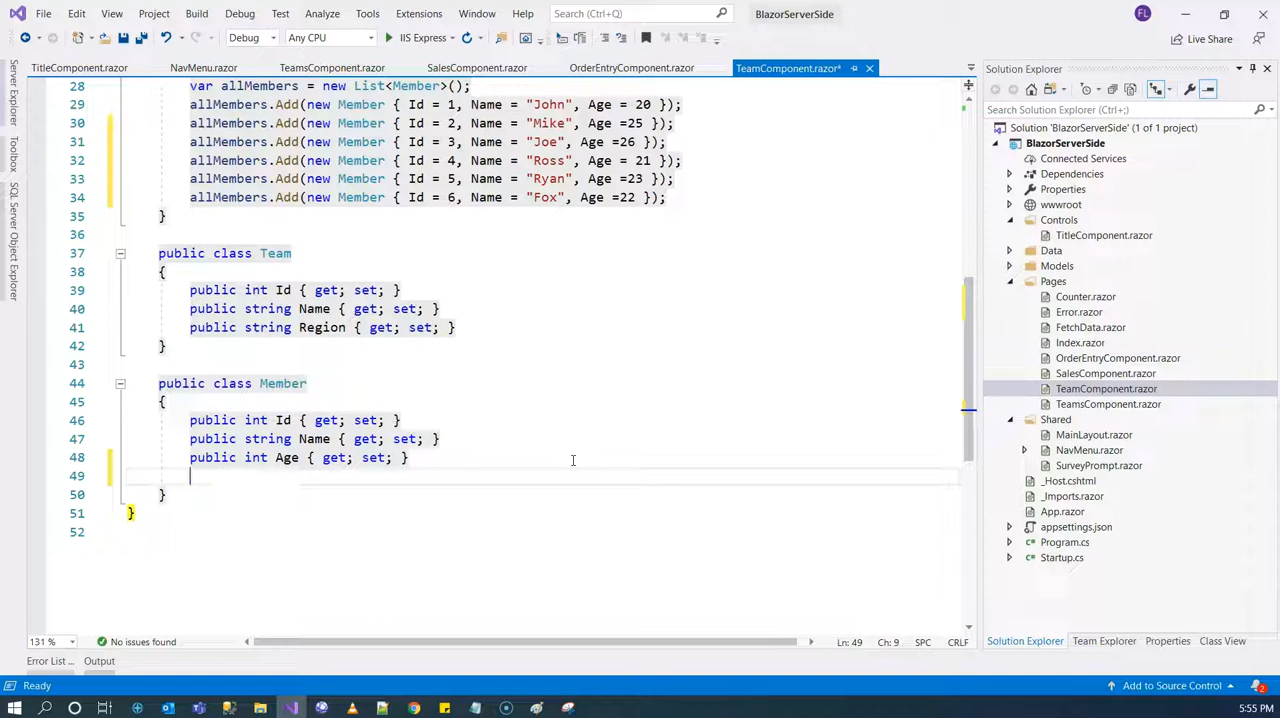 File Edit View Project Build Debug Test Analyze Tools Extensions Window Help Search (Ctrl+Q) BlazorServerSide FL
Debug Any CPU IIS Express Live Share
TitleComponent.razor NavMenu.razor TeamsComponent.razor SalesComponent.razor OrderEntryComponent.razor TeamComponent.razor*
Server Explorer
Toolbox
SQL Server Object Explorer
28 var allMembers = new List<Member>();
29 allMembers.Add(new Member { Id = 1, Name = "John", Age = 20 });
30 allMembers.Add(new Member { Id = 2, Name = "Mike", Age =25 });
31 allMembers.Add(new Member { Id = 3, Name = "Joe", Age =26 });
32 allMembers.Add(new Member { Id = 4, Name = "Ross", Age = 21 });
33 allMembers.Add(new Member { Id = 5, Name = "Ryan", Age =23 });
34 allMembers.Add(new Member { Id = 6, Name = "Fox", Age =22 });
35 }
36
37 public class Team
38 {
39 public int Id { get; set; }
40 public string Name { get; set; }
41 public string Region { get; set; }
42 }
43
44 public class Member
45 {
46 public int Id { get; set; }
47 public string Name { get; set; }
48 public int Age { get; set; }
49
50 }
51 }
52
131 % No issues found Ln: 49 Ch: 9 SPC CRLF
Error List ... Output
Solution Explorer
Search Solution Explorer (Ctrl+;)
Solution 'BlazorServerSide' (1 of 1 project)
BlazorServerSide
Connected Services
Dependencies
Properties
wwwroot
Controls
TitleComponent.razor
Data
Models
Pages
Counter.razor
Error.razor
FetchData.razor
Index.razor
OrderEntryComponent.razor
SalesComponent.razor
TeamComponent.razor
TeamsComponent.razor
Shared
MainLayout.razor
NavMenu.razor
SurveyPrompt.razor
_Host.cshtml
_Imports.razor
App.razor
appsettings.json
Program.cs
Startup.cs
Solution Explorer Team Explorer Properties Class View
Ready Add to Source Control 2
5:55 PM